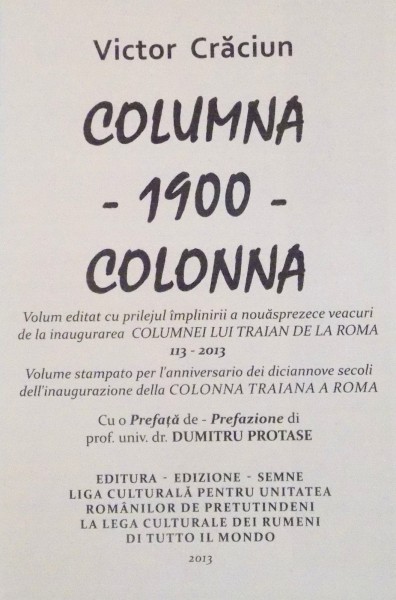 Victor Crăciun
COLUMNA
- 1900 -
COLONNA
Volum editat cu prilejul împlinirii a nouăsprezece veacuri
de la inaugurarea COLUMNEI LUI TRAIAN DE LA ROMA
113 - 2013
Volume stampato per l'anniversario dei diciannove secoli
dell'inaugurazione della COLONNA TRAIANA A ROMA
Cu o Prefață de - Prefazione di
prof. univ. dr. DUMITRU PROTASE
EDITURA - EDIZIONE - SEMNE
LIGA CULTURALĂ PENTRU UNITATEA
ROMÂNILOR DE PRETUTINDENI
LA LEGA CULTURALE DEI RUMENI
DI TUTTO IL MONDO
2013